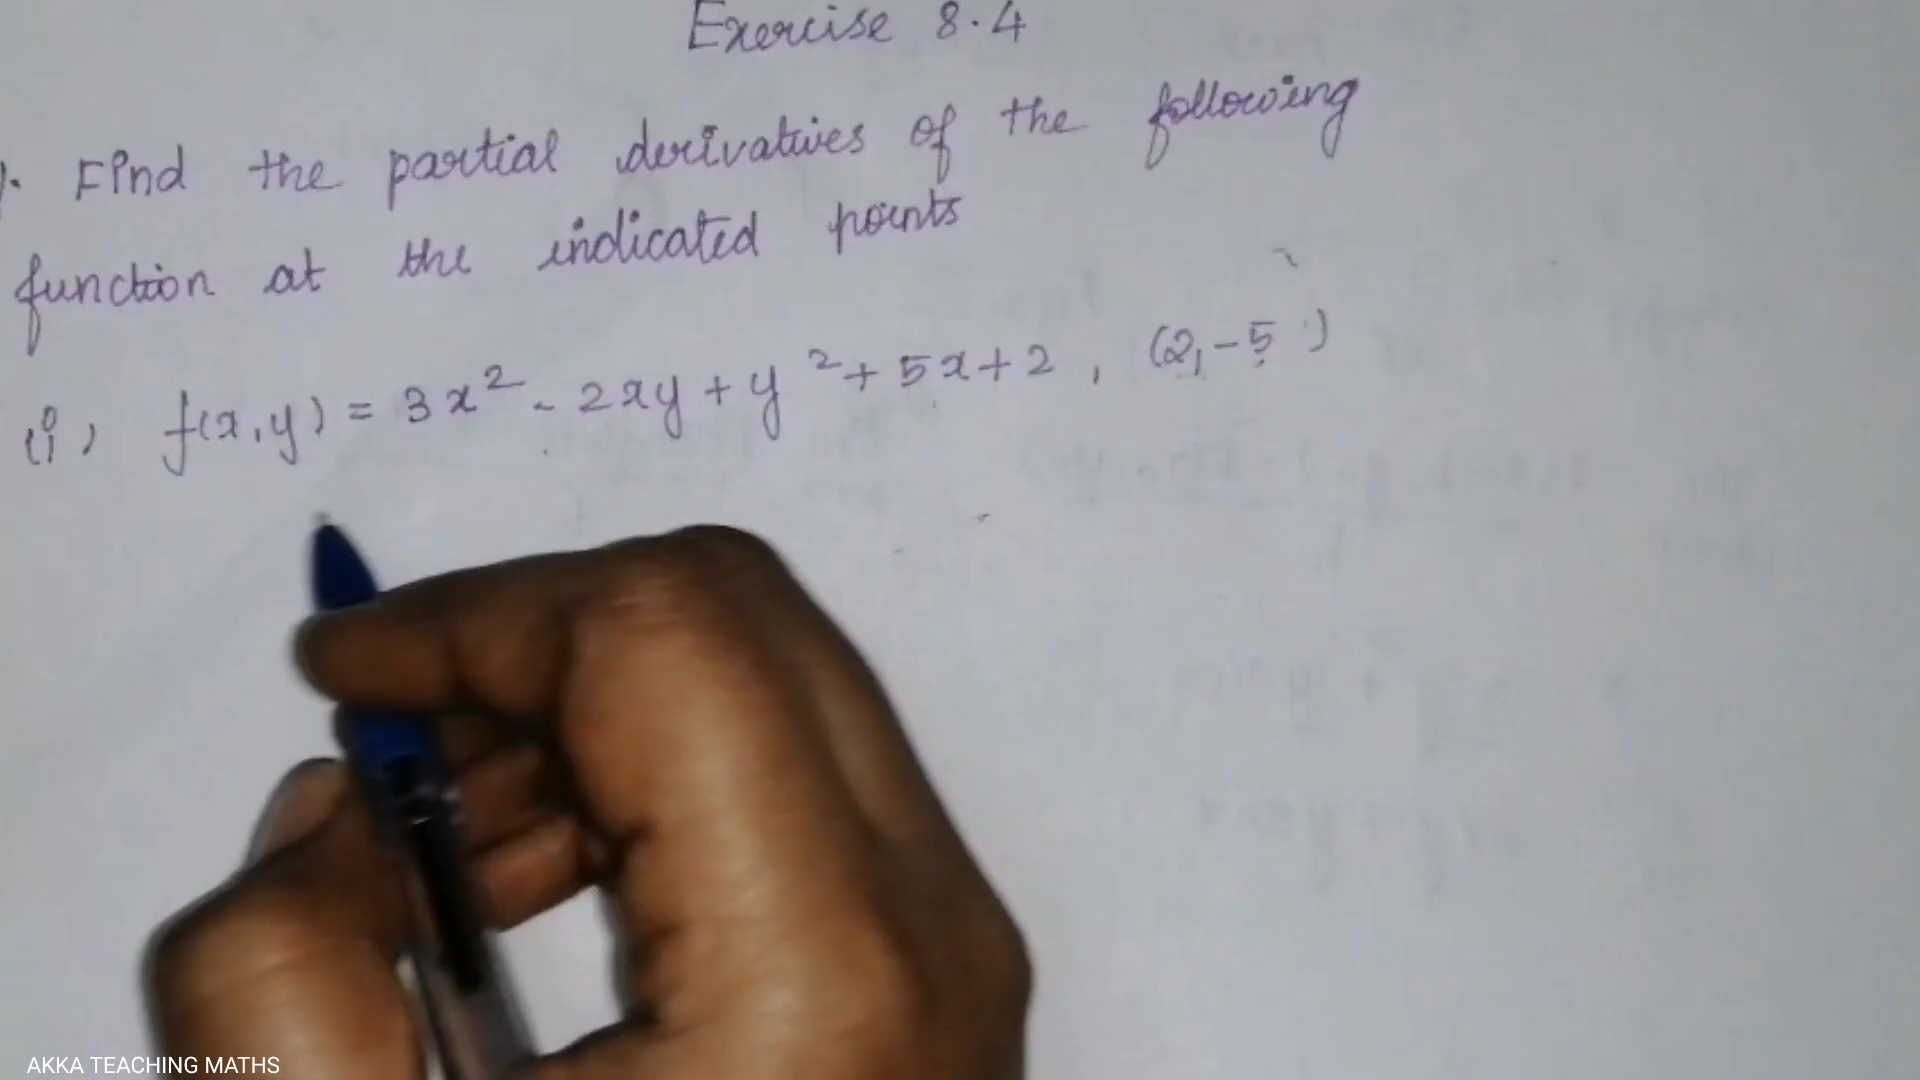 Exercise 8.4
1. Find the partial derivatives of the following
function at the indicated points
(i) f(x,y) = 3x² - 2xy + y² + 5x + 2 , (2,-5)
AKKA TEACHING MATHS